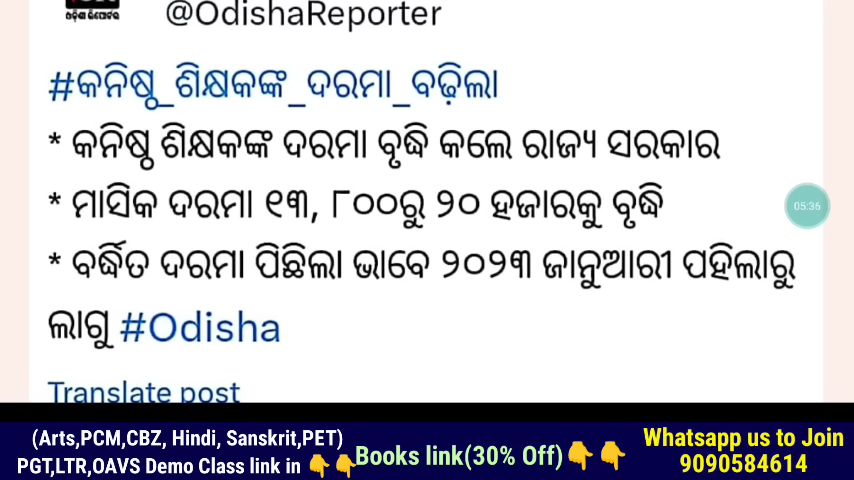 ଓଡ଼ିଶା ରିପୋର୍ଟର
@OdishaReporter
#କନିଷ୍ଠ_ଶିକ୍ଷକଙ୍କ_ଦରମା_ବଢ଼ିଲା
* କନିଷ୍ଠ ଶିକ୍ଷକଙ୍କ ଦରମା ବୃଦ୍ଧି କଲେ ରାଜ୍ୟ ସରକାର
* ମାସିକ ଦରମା ୧୩, ୮୦୦ରୁ ୨୦ ହଜାରକୁ ବୃଦ୍ଧି
05:36
* ବର୍ଦ୍ଧିତ ଦରମା ପିଛିଲା ଭାବେ ୨୦୨୩ ଜାନୁଆରୀ ପହିଲାରୁ
ଲାଗୁ #Odisha
Translate post
(Arts,PCM,CBZ, Hindi, Sanskrit,PET)
PGT,LTR,OAVS Demo Class link in 👇👇
Books link(30% Off)👇👇
Whatsapp us to Join
9090584614